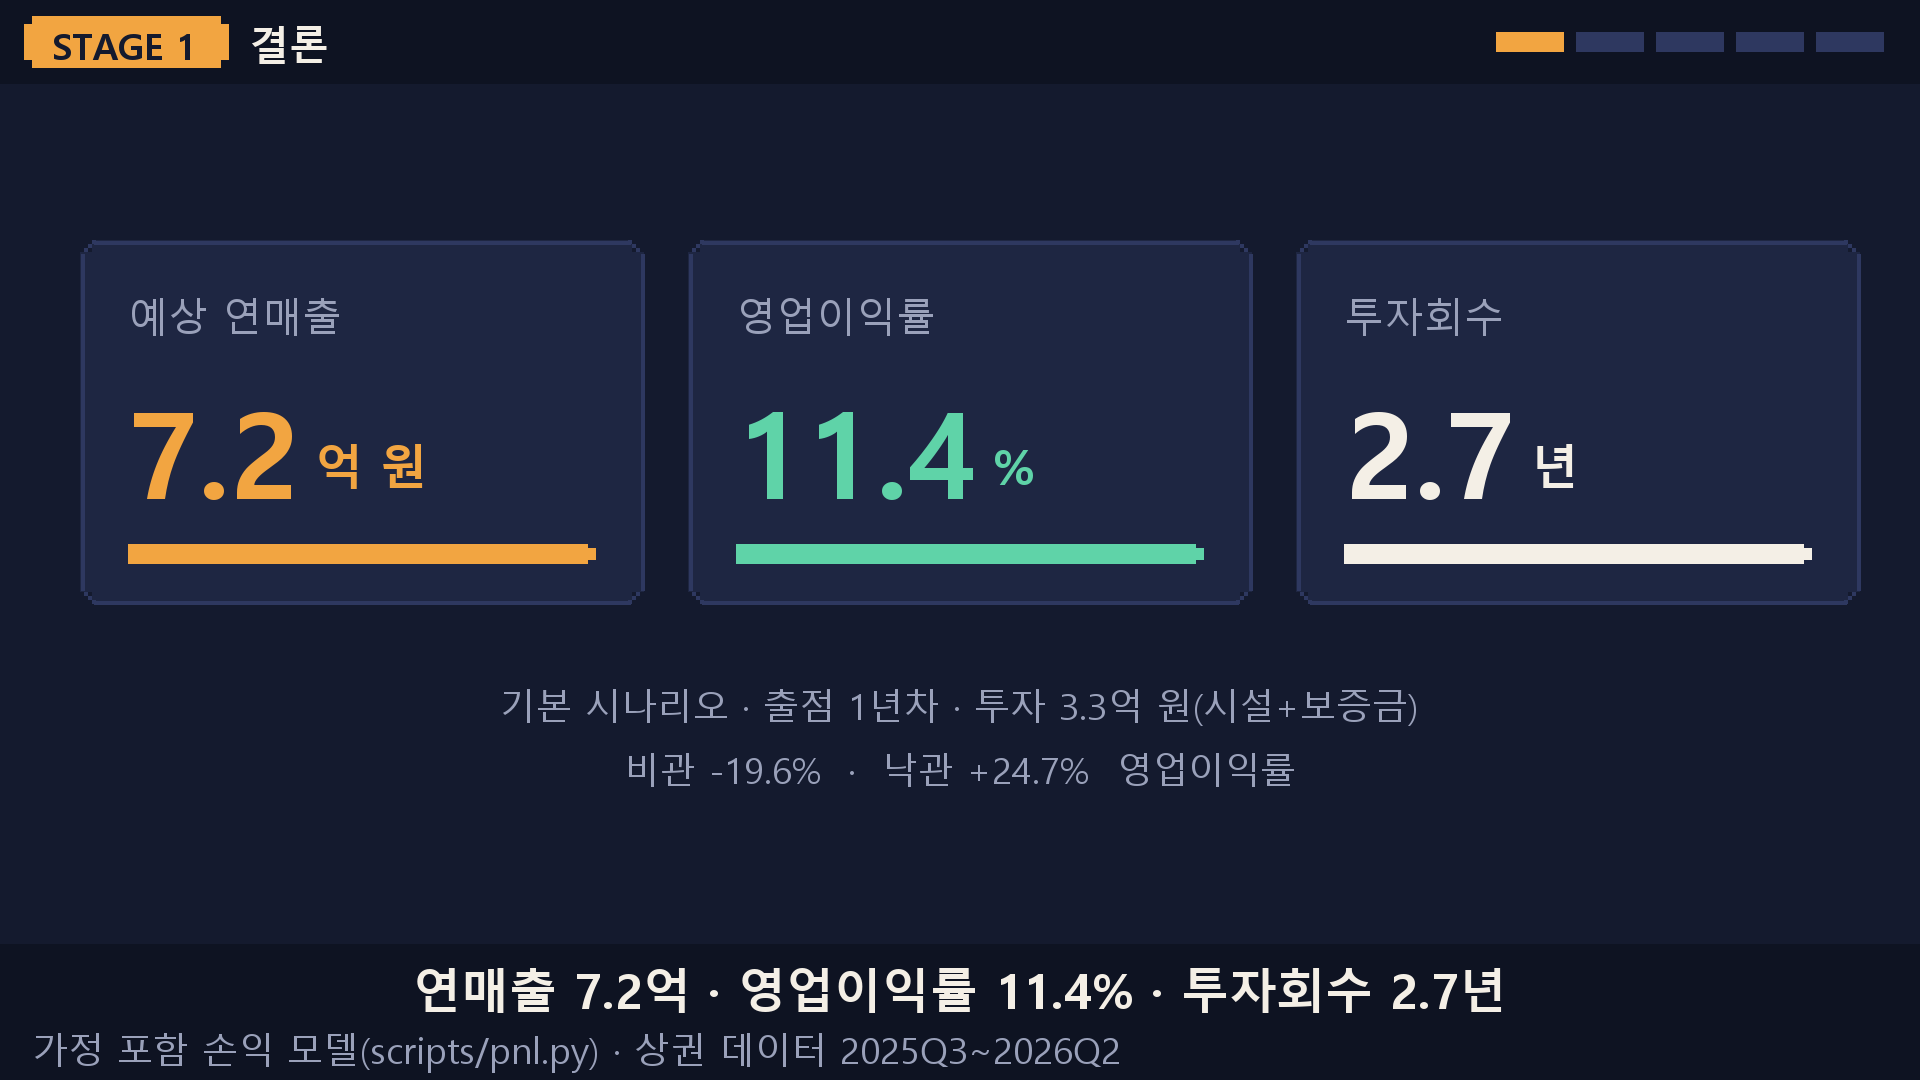 STAGE 1 결론
예상 연매출
7.2 억 원
영업이익률
11.4 %
투자회수
2.7 년
기본 시나리오 · 출점 1년차 · 투자 3.3억 원(시설+보증금)
비관 -19.6% · 낙관 +24.7% 영업이익률
연매출 7.2억 · 영업이익률 11.4% · 투자회수 2.7년
가정 포함 손익 모델(scripts/pnl.py) · 상권 데이터 2025Q3~2026Q2